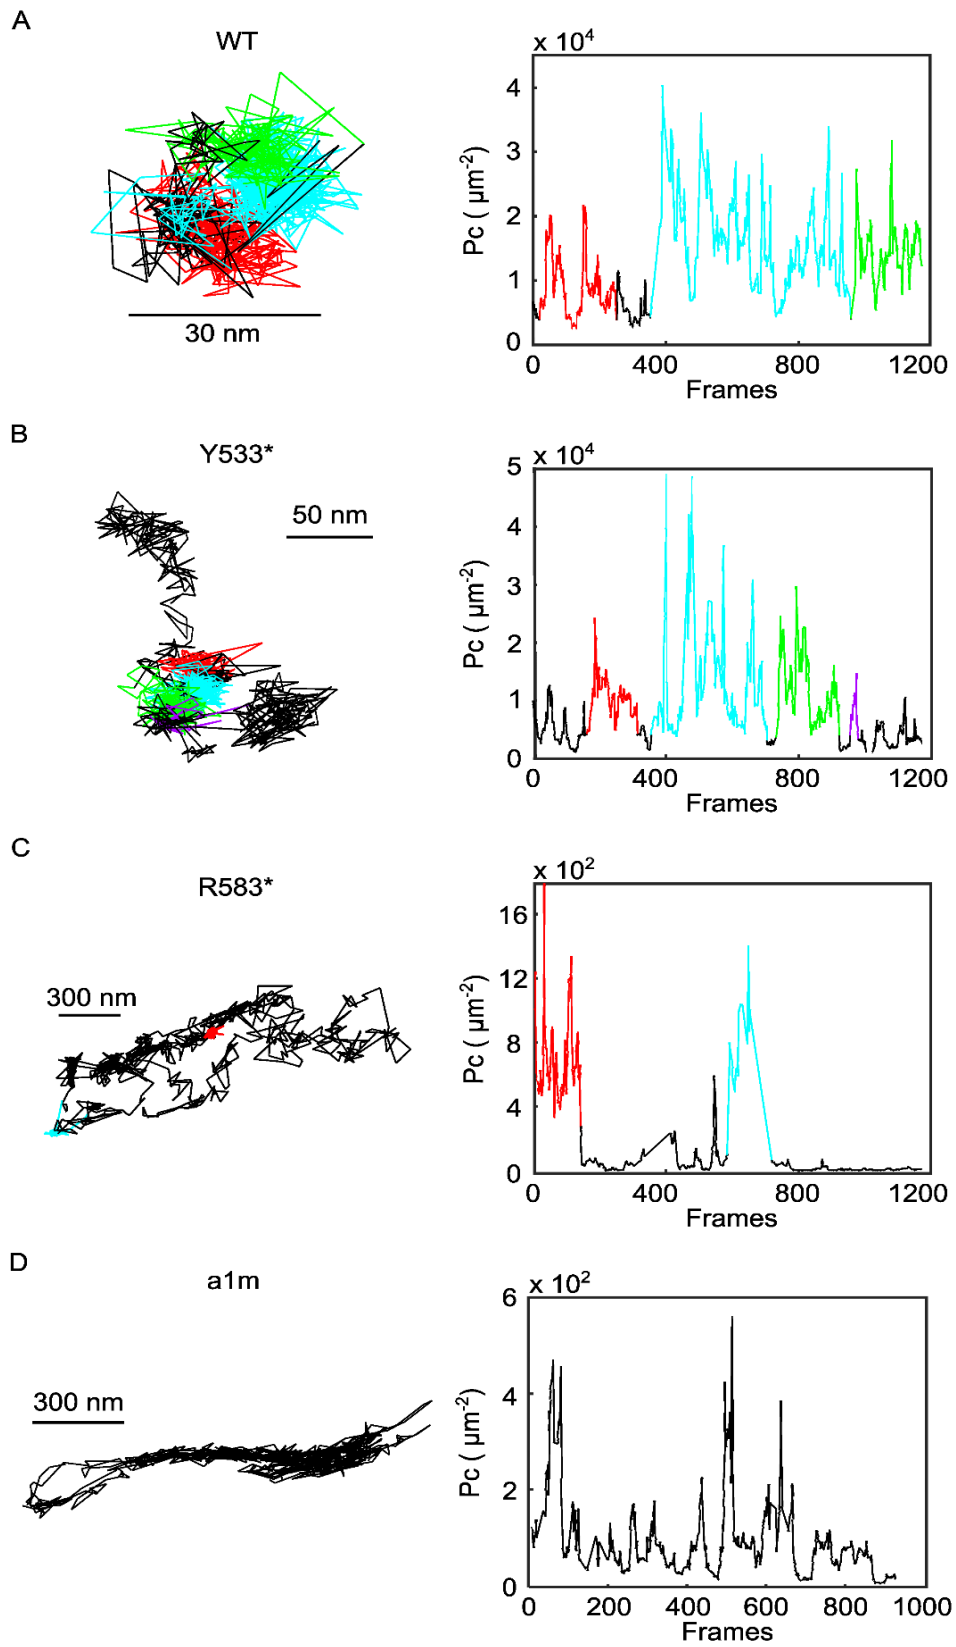 A
WT
30 nm
x 10⁴
Pc ( µm⁻²)
4
3
2
1
0
0 400 800 1200
Frames
B
Y533*
50 nm
x 10⁴
Pc ( µm⁻²)
5
4
3
2
1
0
0 400 800 1200
Frames
C
R583*
300 nm
x 10²
Pc ( µm⁻²)
16
12
8
4
0
0 400 800 1200
Frames
D
a1m
300 nm
x 10²
Pc ( µm⁻²)
6
4
2
0
0 200 400 600 800 1000
Frames